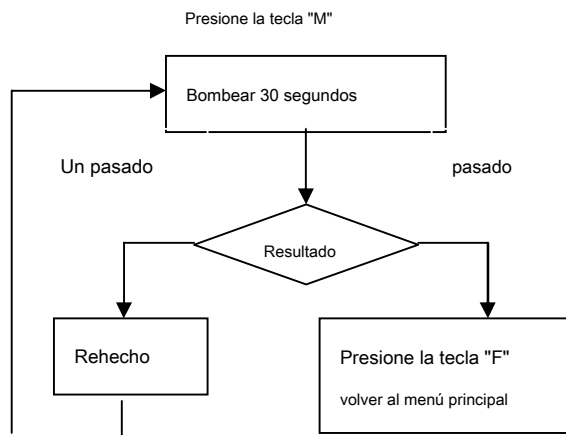 Presione la tecla "M"
Bombear 30 segundos
Un pasado
pasado
Resultado
Rehecho
Presione la tecla "F"
volver al menú principal